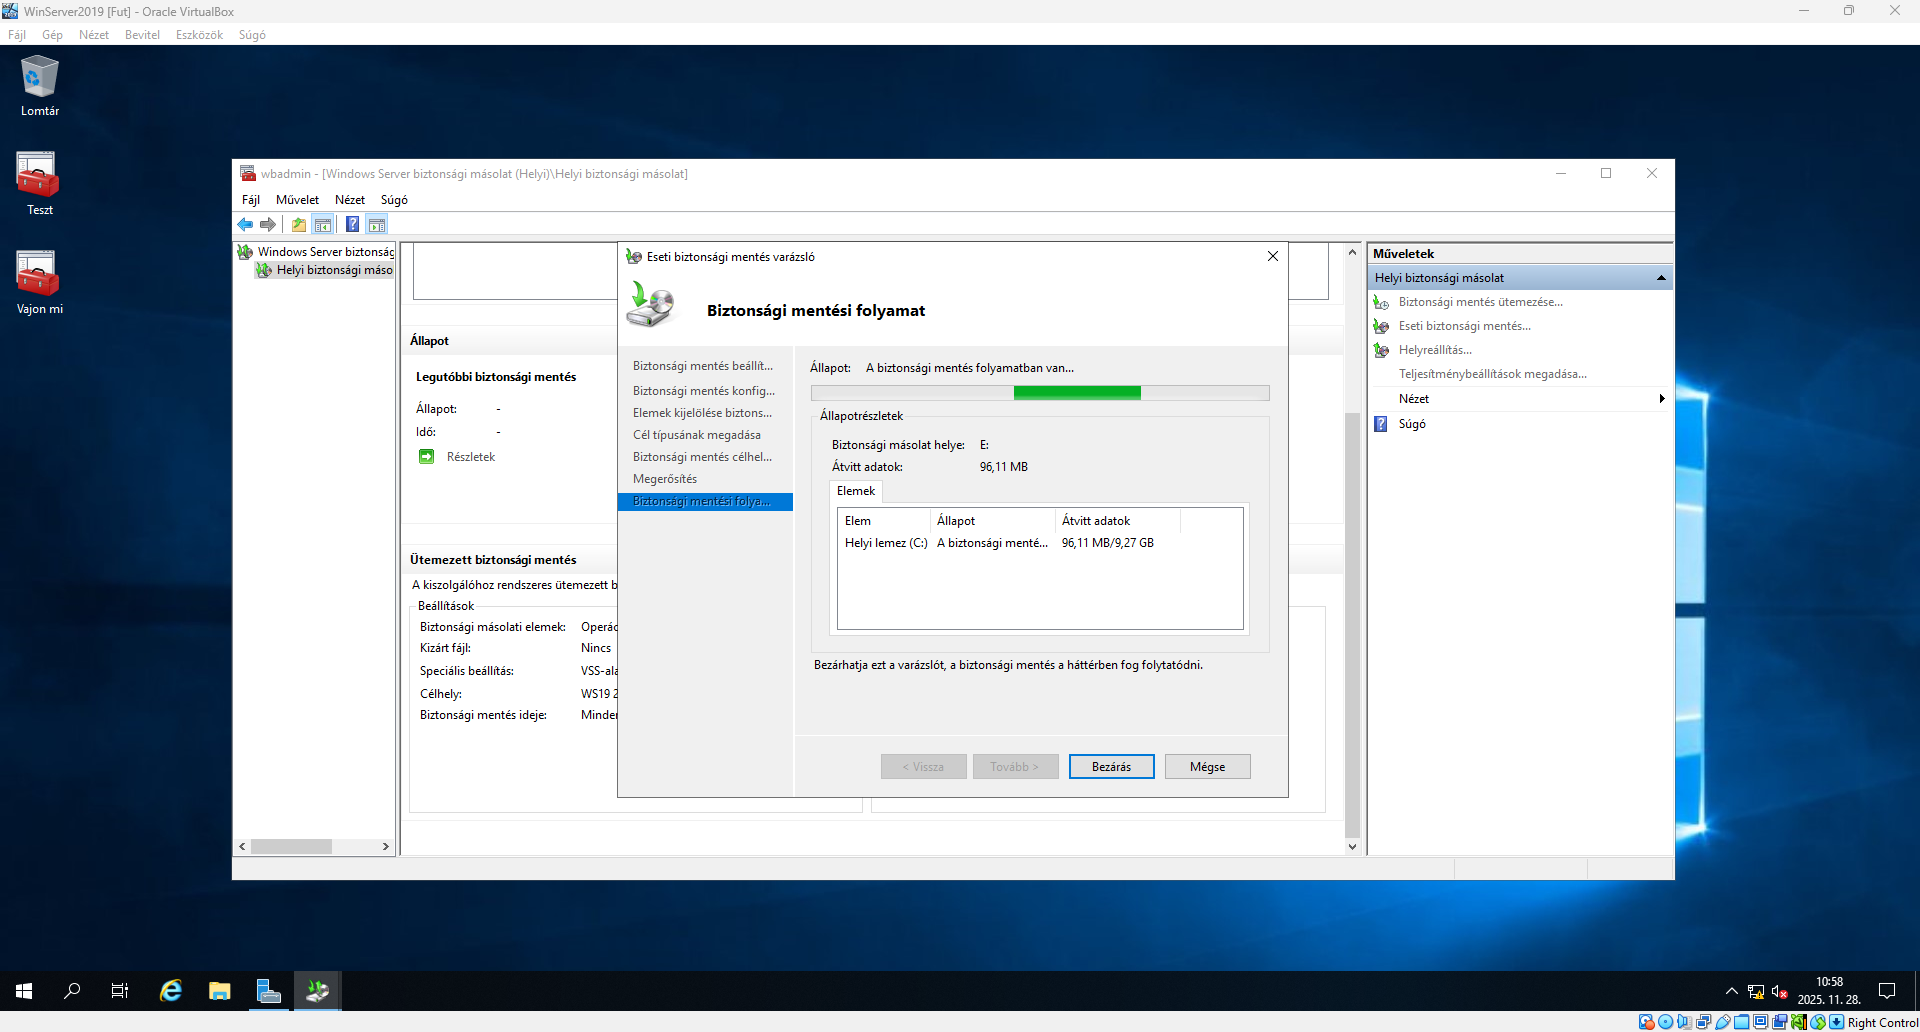 WinServer2019 [Fut] - Oracle VirtualBox
Fájl Gép Nézet Bevitel Eszközök Súgó
Lomtár
Teszt
Vajon mi
wbadmin - [Windows Server biztonsági másolat (Helyi)\Helyi biztonsági másolat]
Fájl Művelet Nézet Súgó
Windows Server biztonság
Helyi biztonsági máso
Állapot
Legutóbbi biztonsági mentés
Állapot: -
Idő: -
Részletek
Ütemezett biztonsági mentés
A kiszolgálóhoz rendszeres ütemezett b
Beállítások
Biztonsági másolati elemek: Operác
Kizárt fájl: Nincs
Speciális beállítás: VSS-ala
Célhely: WS19 2
Biztonsági mentés ideje: Minden
Eseti biztonsági mentés varázsló
Biztonsági mentési folyamat
Biztonsági mentés beállít...
Biztonsági mentés konfig...
Elemek kijelölése biztons...
Cél típusának megadása
Biztonsági mentés célhel...
Megerősítés
Biztonsági mentési folya...
Állapot: A biztonsági mentés folyamatban van...
Állapotrészletek
Biztonsági másolat helye: E:
Átvitt adatok: 96,11 MB
Elemek
Elem Állapot Átvitt adatok
Helyi lemez (C:) A biztonsági menté... 96,11 MB/9,27 GB
Bezárhatja ezt a varázslót, a biztonsági mentés a háttérben fog folytatódni.
< Vissza Tovább > Bezárás Mégse
Műveletek
Helyi biztonsági másolat
Biztonsági mentés ütemezése...
Eseti biztonsági mentés...
Helyreállítás...
Teljesítménybeállítások megadása...
Nézet
Súgó
10:58
2025. 11. 28.
Right Control